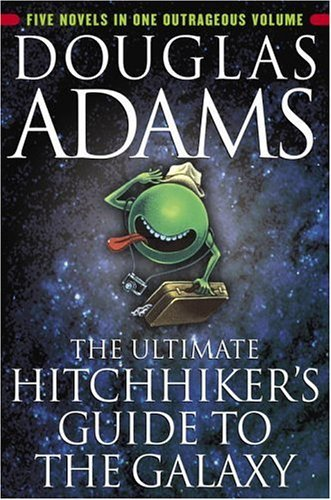 FIVE NOVELS IN ONE OUTRAGEOUS VOLUME
DOUGLAS
ADAMS
THE ULTIMATE
HITCHHIKER'S
GUIDE TO
THE GALAXY